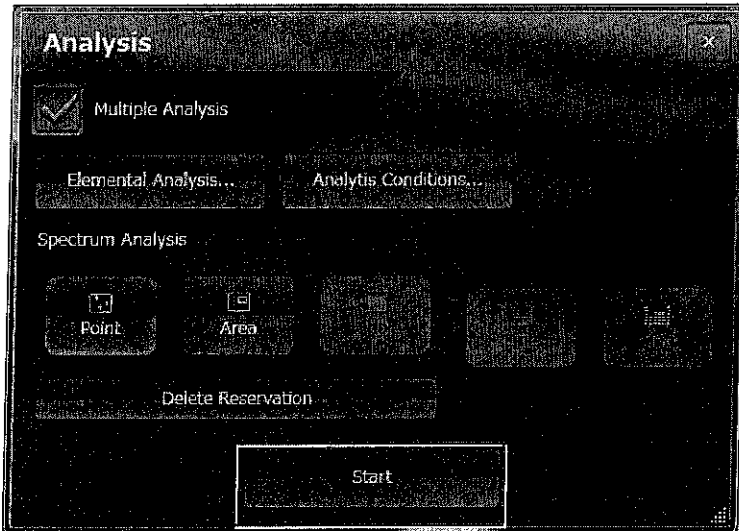 Analysis
Multiple Analysis
Elemental Analysis... Analytis Conditions...
Spectrum Analysis
Point Area
Delete Reservation
Start